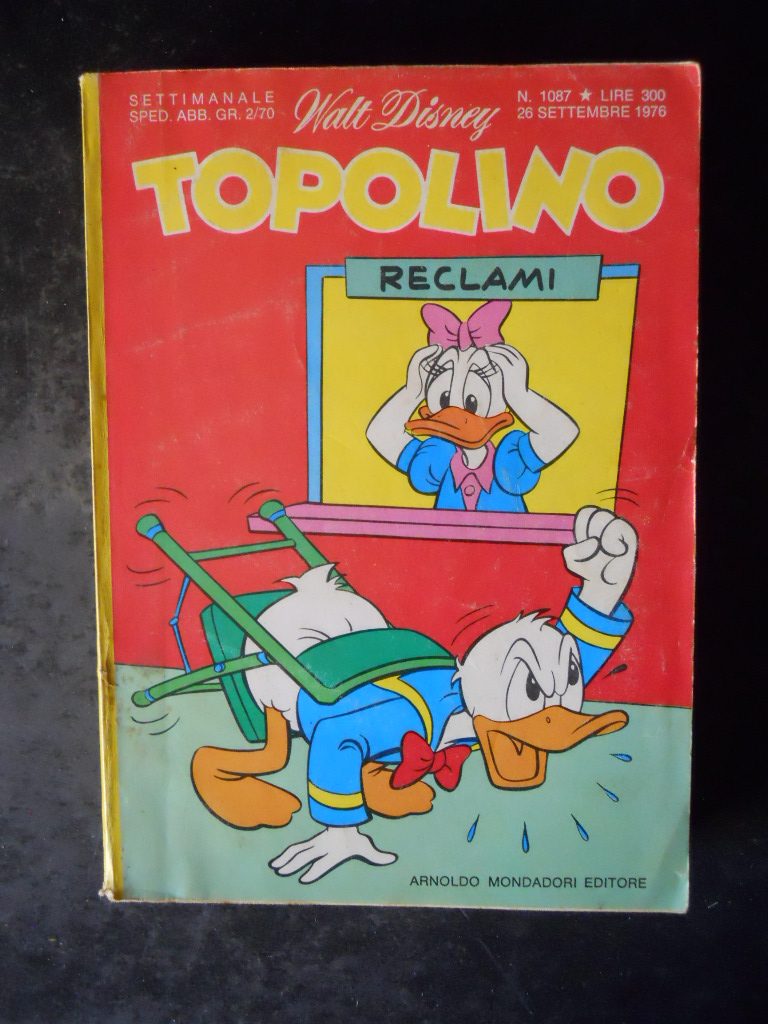 SETTIMANALE
SPED. ABB. GR. 2/70
Walt Disney
N. 1087 ★ LIRE 300
26 SETTEMBRE 1976
TOPOLINO
RECLAMI
ARNOLDO MONDADORI EDITORE